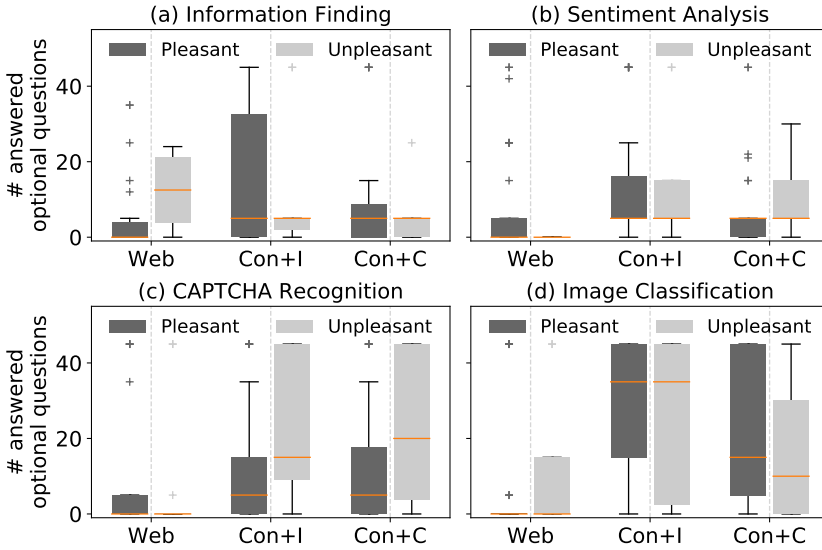 (a) Information Finding
(b) Sentiment Analysis
# answered
optional questions
40
20
0
Pleasant
Unpleasant
Pleasant
Unpleasant
Web
Con+I
Con+C
Web
Con+I
Con+C
(c) CAPTCHA Recognition
(d) Image Classification
# answered
optional questions
40
20
0
Pleasant
Unpleasant
Pleasant
Unpleasant
Web
Con+I
Con+C
Web
Con+I
Con+C